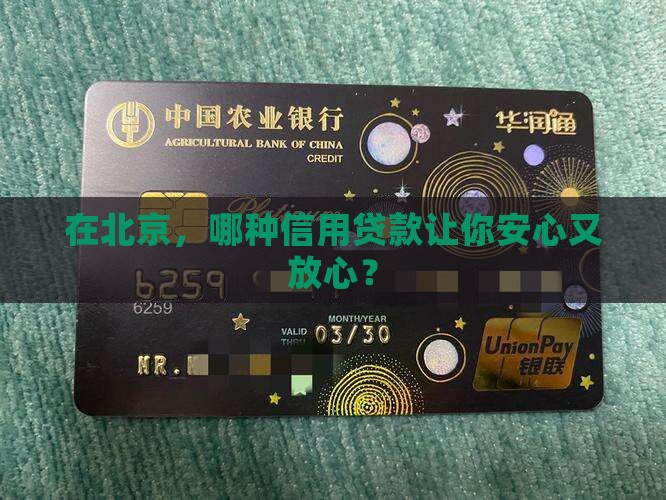 中国农业银行
AGRICULTURAL BANK OF CHINA
CREDIT
华润通
Platinum
在北京，哪种信用贷款让你安心又
放心？
6259
6259
MONTH/YEAR
VALID
THRU
03/30
MR.
UnionPay
银联